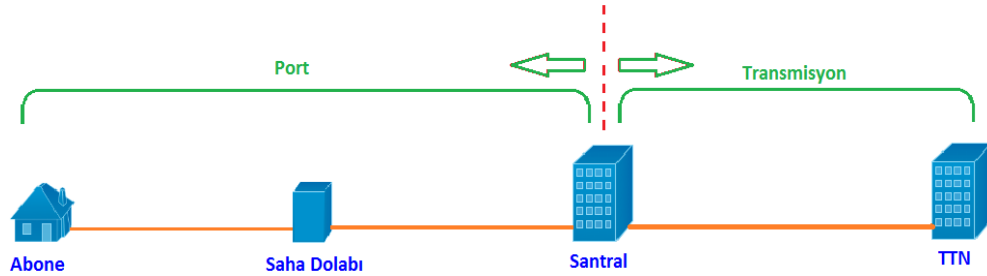 Port
Transmisyon
Abone
Saha Dolabı
Santral
TTN